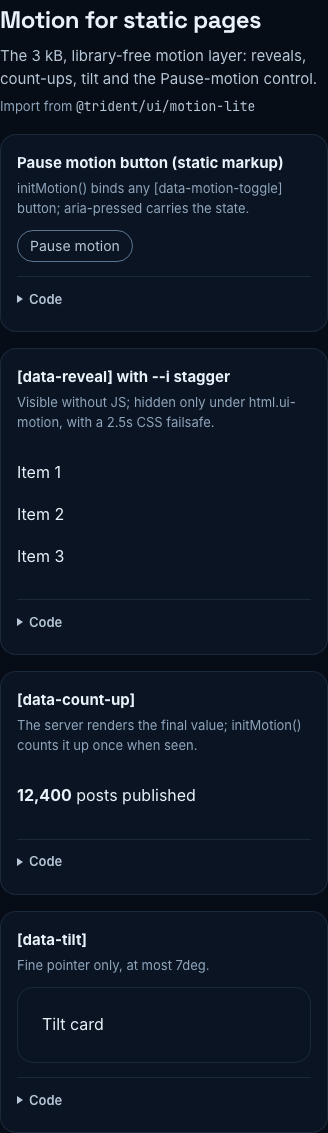 Motion for static pages
The 3 kB, library-free motion layer: reveals,
count-ups, tilt and the Pause-motion control.
Import from @trident/ui/motion-lite
Pause motion button (static markup)
initMotion() binds any [data-motion-toggle]
button; aria-pressed carries the state.
Pause motion
Code
[data-reveal] with --i stagger
Visible without JS; hidden only under html.ui-
motion, with a 2.5s CSS failsafe.
Item 1
Item 2
Item 3
Code
[data-count-up]
The server renders the final value; initMotion()
counts it up once when seen.
12,400 posts published
Code
[data-tilt]
Fine pointer only, at most 7deg.
Tilt card
Code